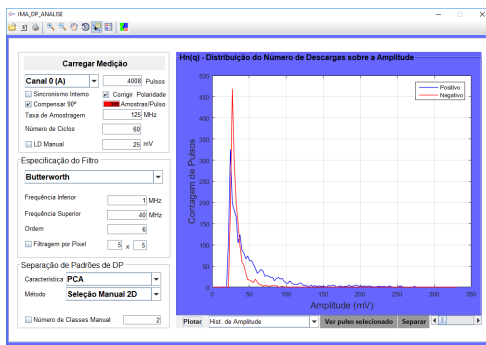 IMA_DP_ANALISE
Carregar Medição
Canal 0 (A)
4008 Pulsos
Sincronismo Interno
Corrigir Polaridade
Compensar 90º
Amostras/Pulso
Taxa de Amostragem
125 MHz
Número de Ciclos
60
LD Manual
25 mV
Especificação do Filtro
Butterworth
Frequência Inferior
1 MHz
Frequência Superior
40 MHz
Ordem
6
Filtragem por Pixel
5 x 5
Separação de Padrões de DP
Característica PCA
Método Seleção Manual 2D
Número de Classes Manual
2
Hn(q) - Distribuição do Número de Descargas sobre a Amplitude
Positivo
Negativo
Contagem de Pulsos
500
450
400
350
300
250
200
150
100
50
0
0 50 100 150 200 250 300 350
Amplitude (mV)
Plotar Hist. de Amplitude Ver pulso selecionado Separar